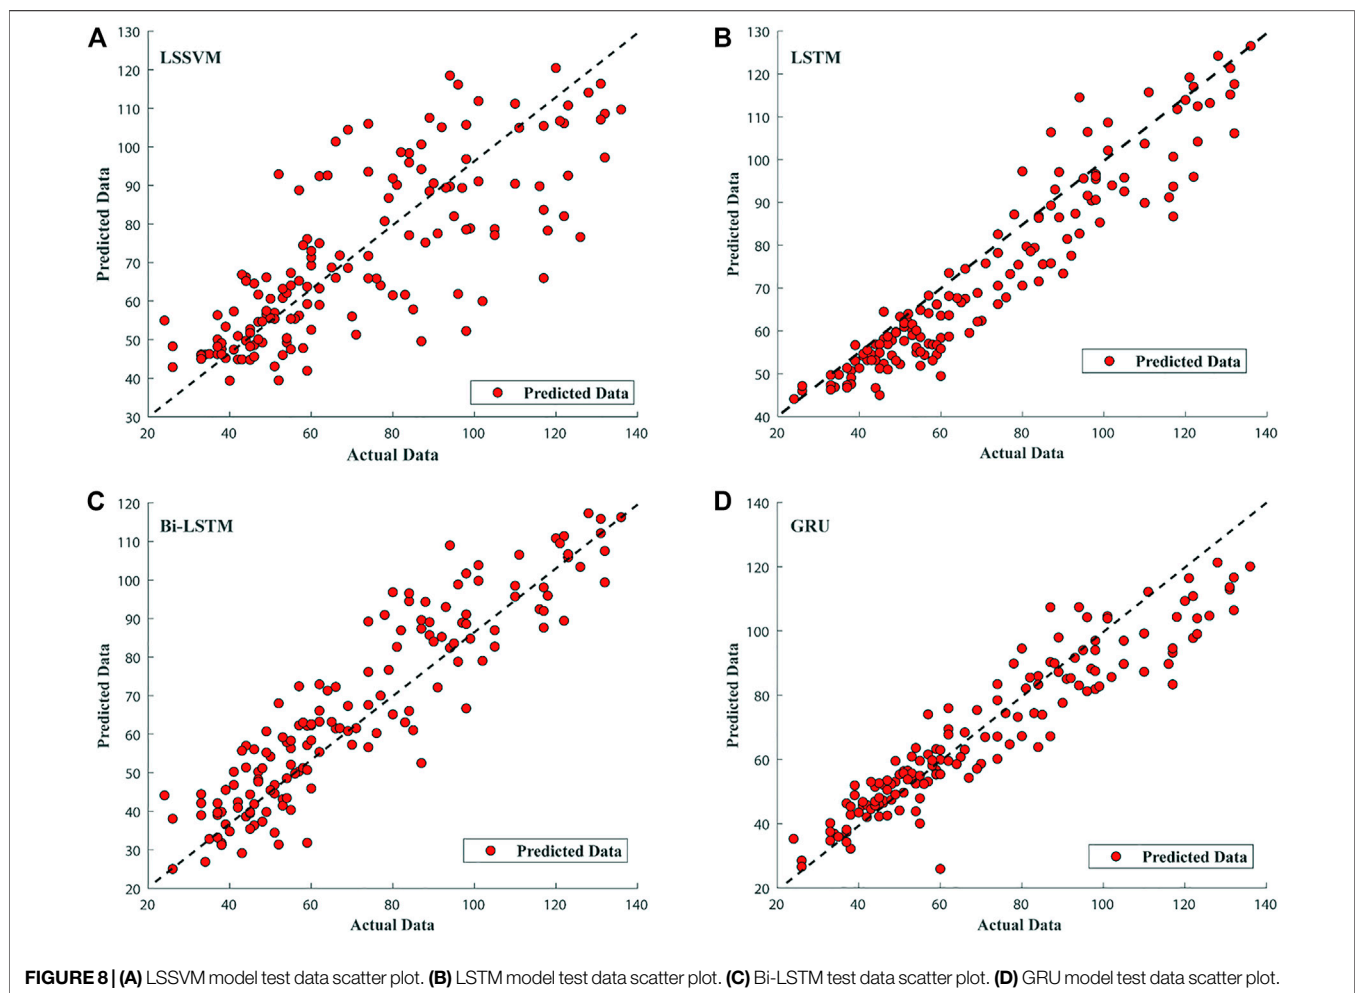 A
LSSVM
130
120
110
100
90
80
70
60
50
40
30
Predicted Data
20 40 60 80 100 120 140
Actual Data
Predicted Data
B
LSTM
130
120
110
100
90
80
70
60
50
40
Predicted Data
20 40 60 80 100 120 140
Actual Data
Predicted Data
C
Bi-LSTM
120
110
100
90
80
70
60
50
40
30
20
Predicted Data
20 40 60 80 100 120 140
Actual Data
Predicted Data
D
GRU
140
120
100
80
60
40
20
Predicted Data
20 40 60 80 100 120 140
Actual Data
Predicted Data
FIGURE 8 | (A) LSSVM model test data scatter plot. (B) LSTM model test data scatter plot. (C) Bi-LSTM test data scatter plot. (D) GRU model test data scatter plot.